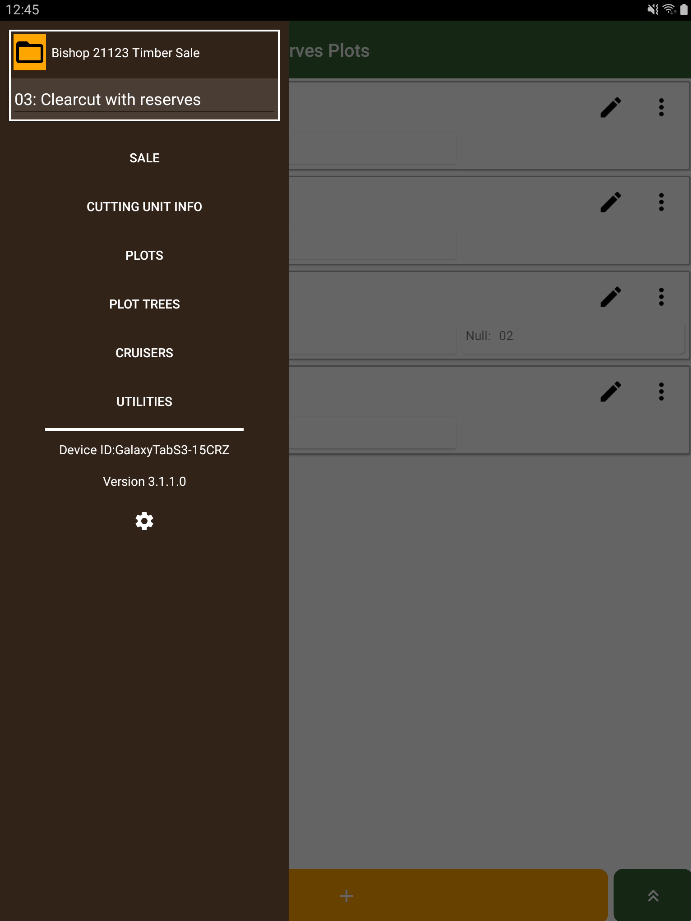 12:45
Bishop 21123 Timber Sale
rves Plots
03: Clearcut with reserves
SALE
CUTTING UNIT INFO
PLOTS
PLOT TREES
Null: 02
CRUISERS
UTILITIES
Device ID:GalaxyTabS3-15CRZ
Version 3.1.1.0